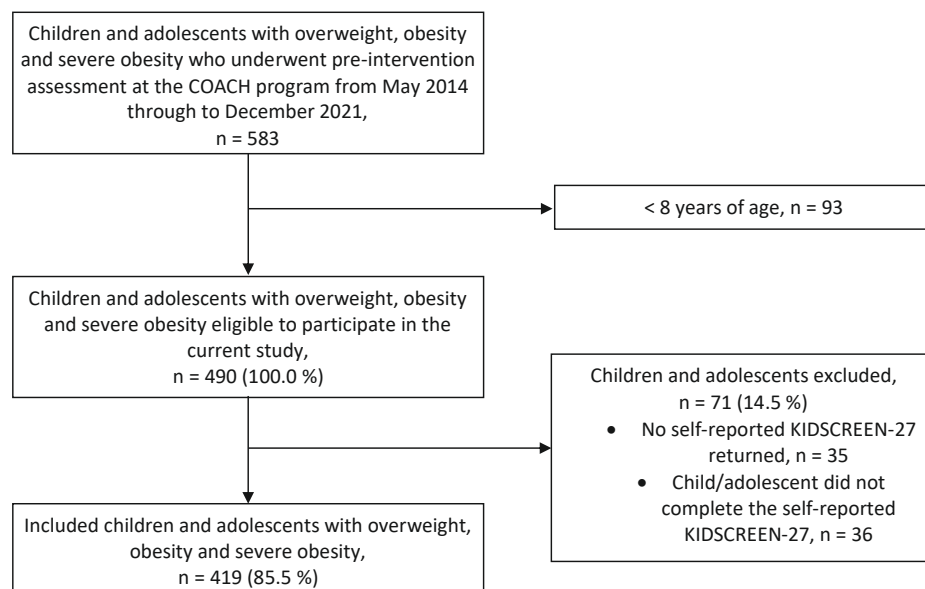 Children and adolescents with overweight, obesity
and severe obesity who underwent pre-intervention
assessment at the COACH program from May 2014
through to December 2021,
n = 583
< 8 years of age, n = 93
Children and adolescents with overweight, obesity
and severe obesity eligible to participate in the
current study,
n = 490 (100.0 %)
Children and adolescents excluded,
n = 71 (14.5 %)
• No self-reported KIDSCREEN-27
returned, n = 35
• Child/adolescent did not
complete the self-reported
KIDSCREEN-27, n = 36
Included children and adolescents with overweight,
obesity and severe obesity,
n = 419 (85.5 %)